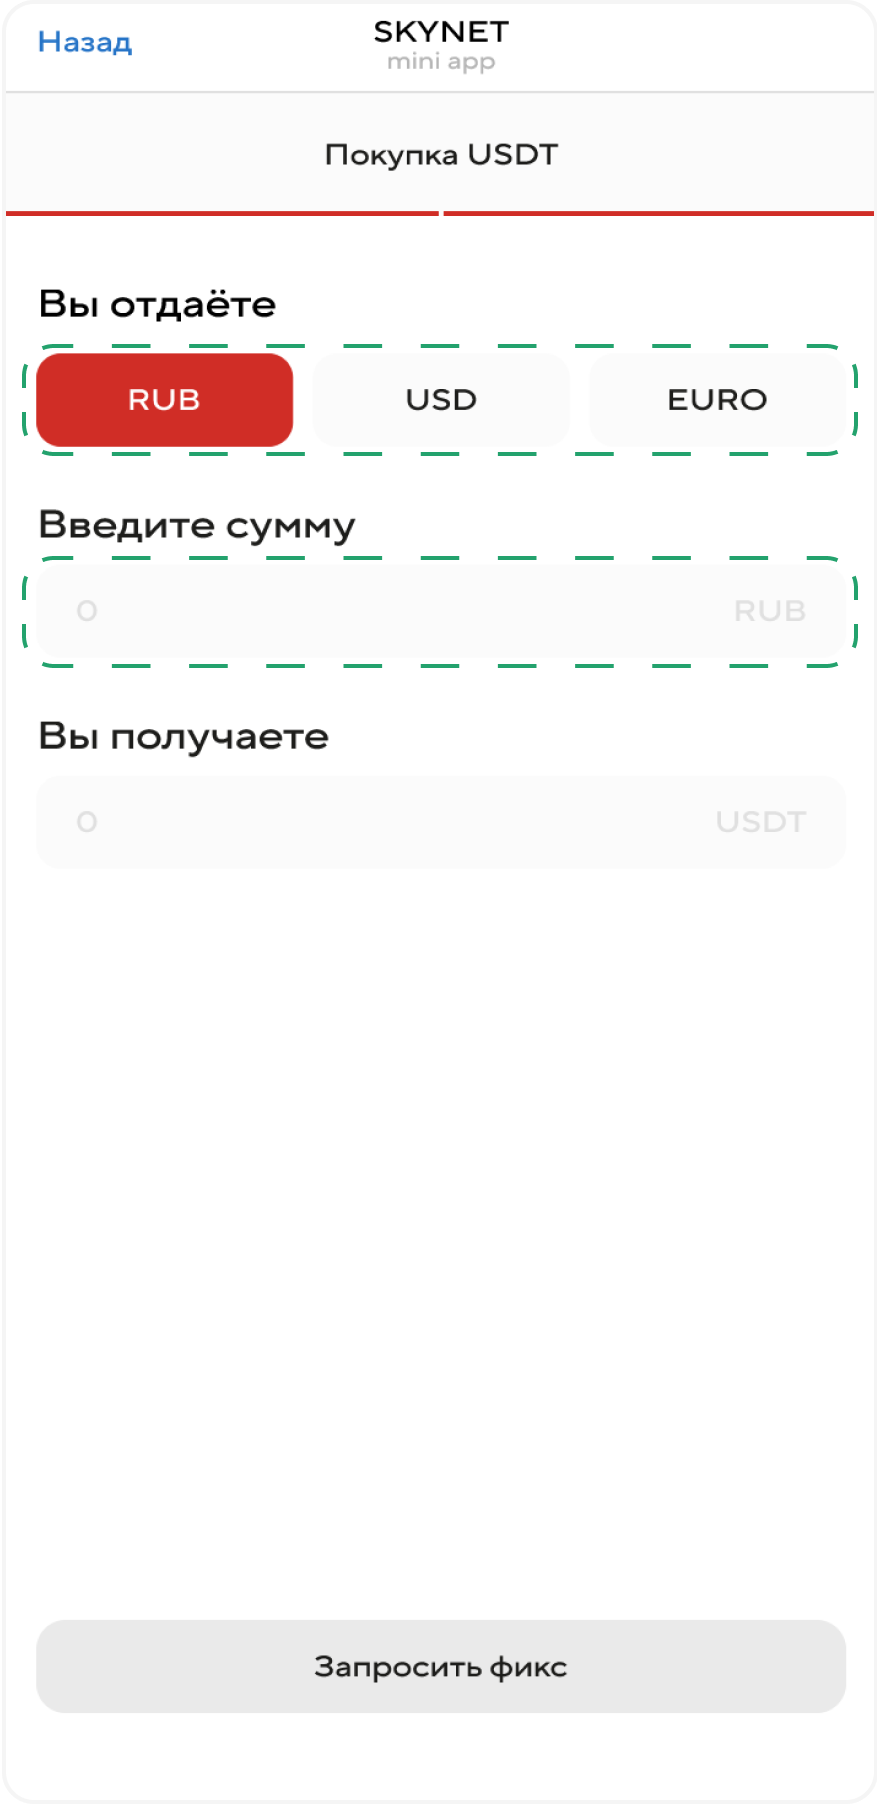 Назад
SKYNET
mini app
Покупка USDT
Вы отдаёте
RUB USD EURO
Введите сумму
0 RUB
Вы получаете
0 USDT
Запросить фикс